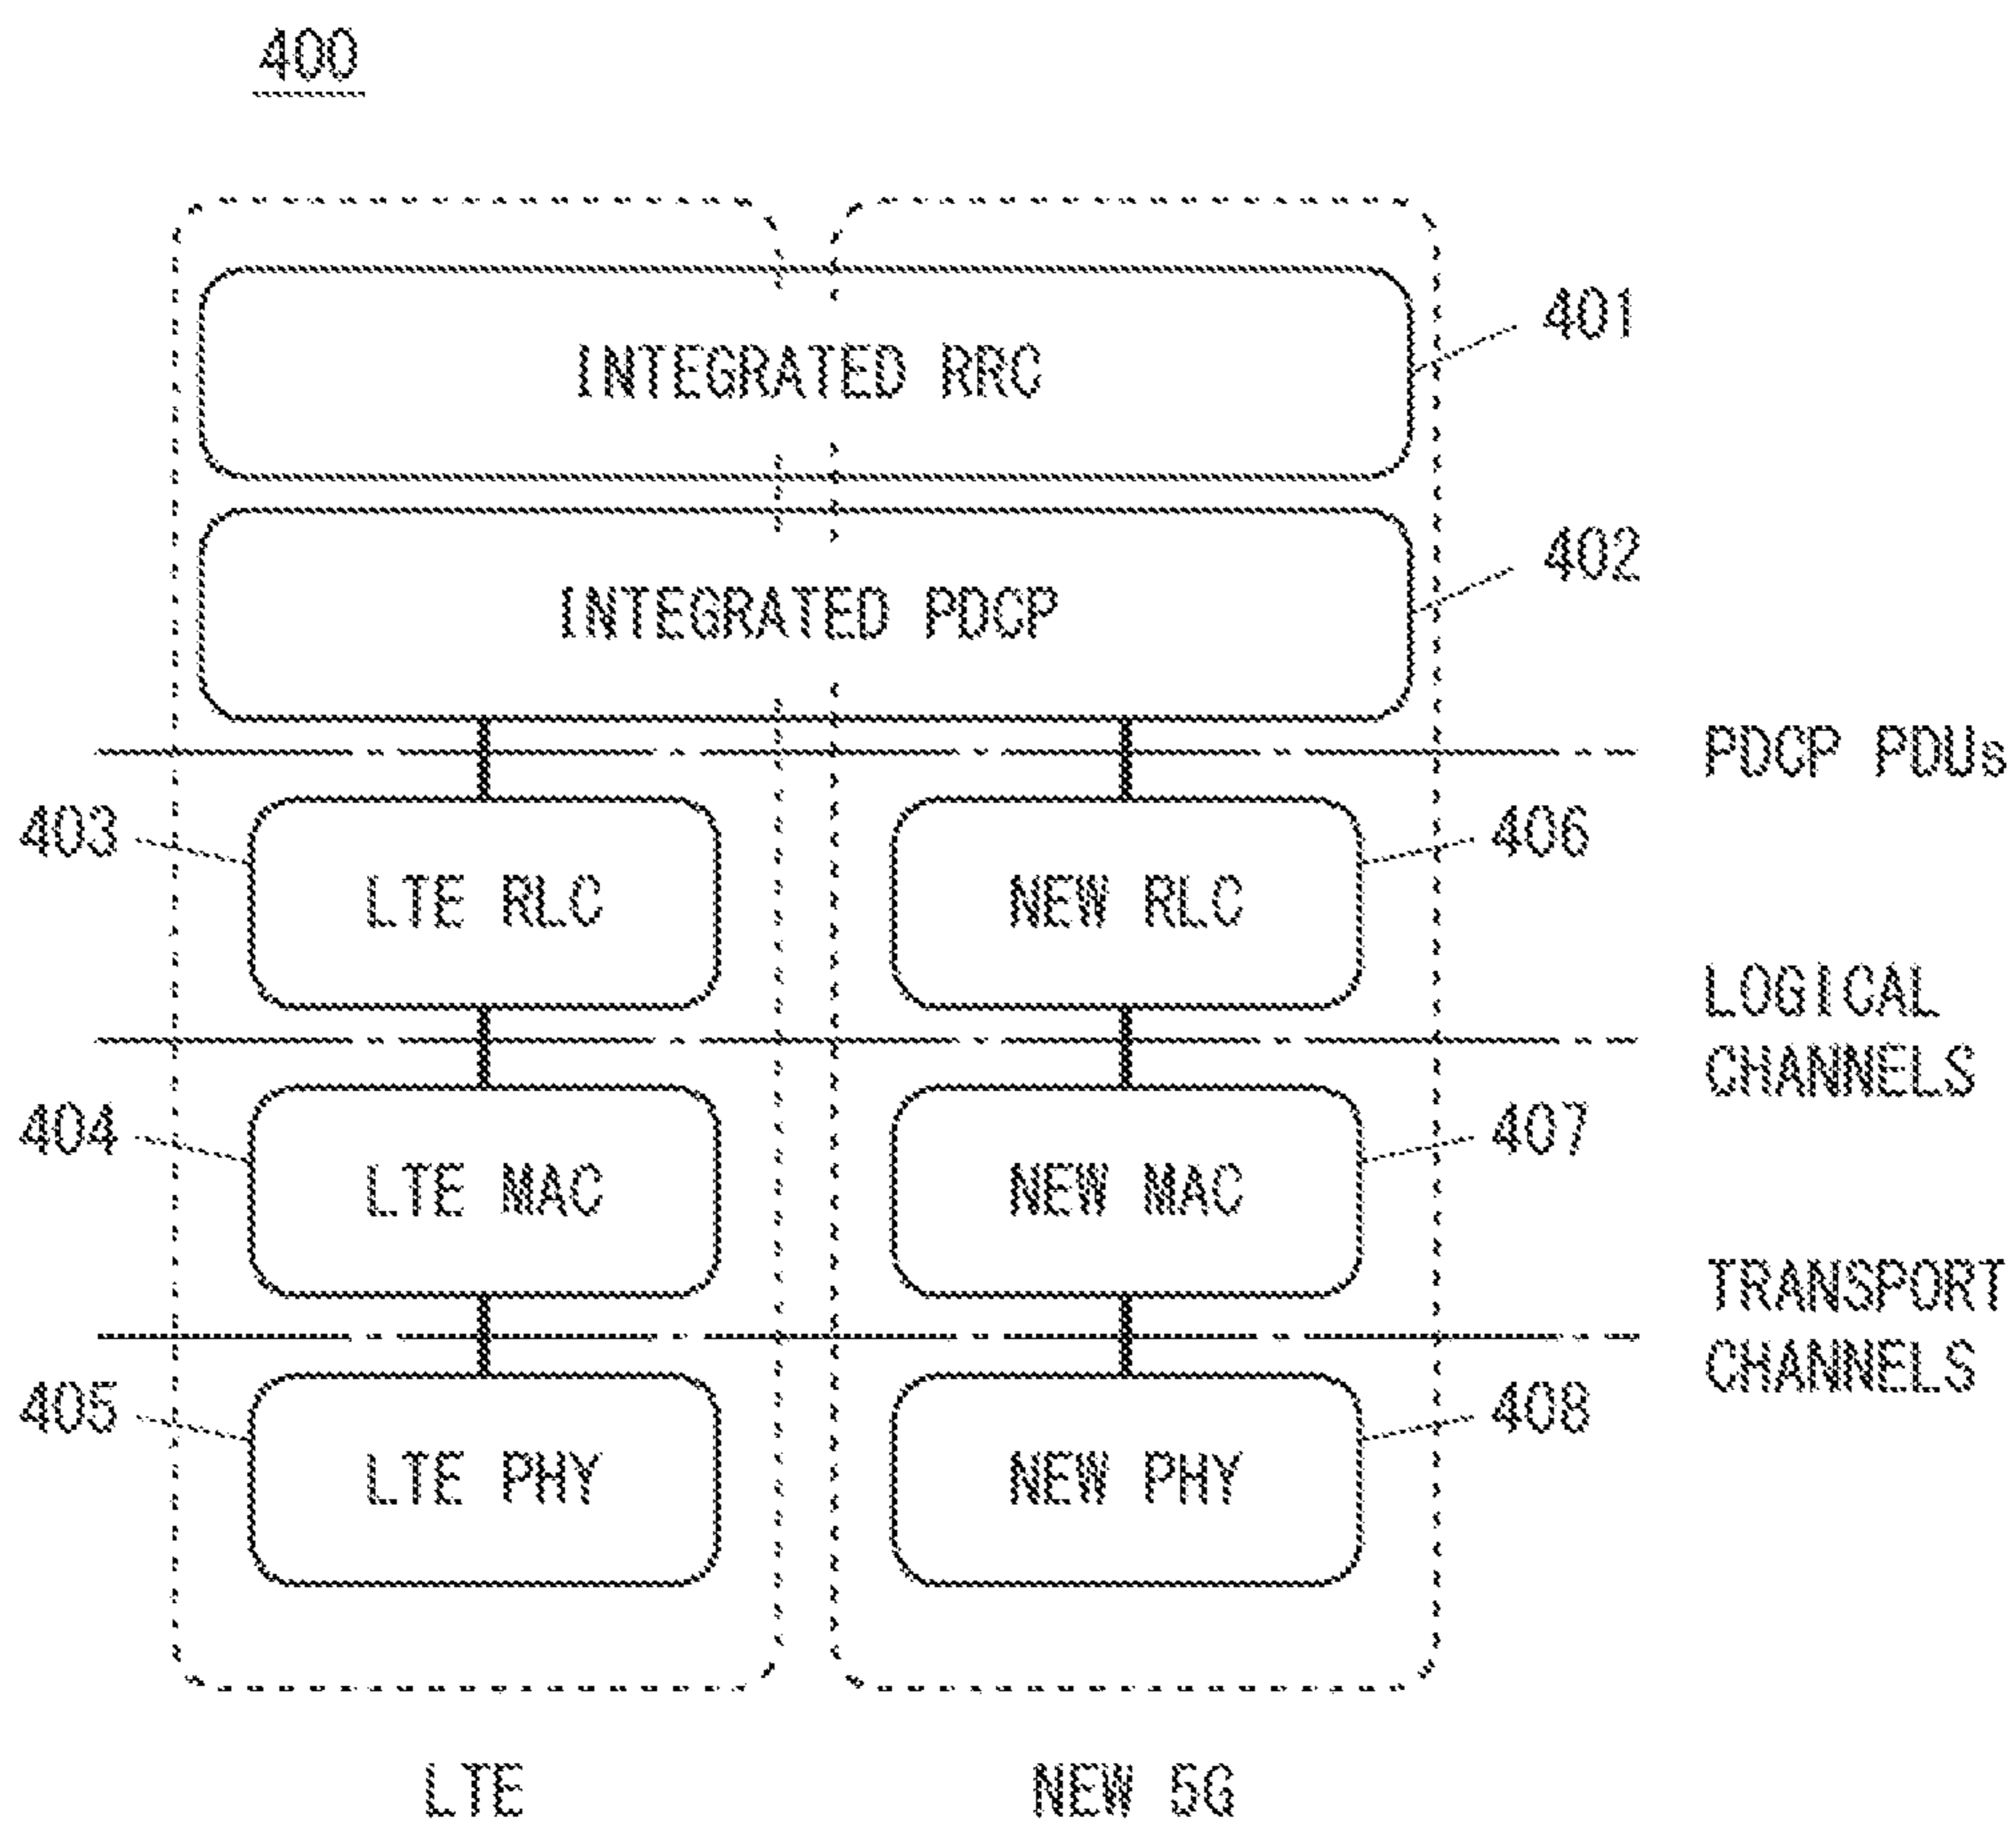 400
INTEGRATED RRC
401
INTEGRATED PDCP
402
PDCP PDUs
403
LTE RLC
NEW RLC
406
LOGICAL
CHANNELS
404
LTE MAC
NEW MAC
407
TRANSPORT
CHANNELS
405
LTE PHY
NEW PHY
408
LTE
NEW 5G